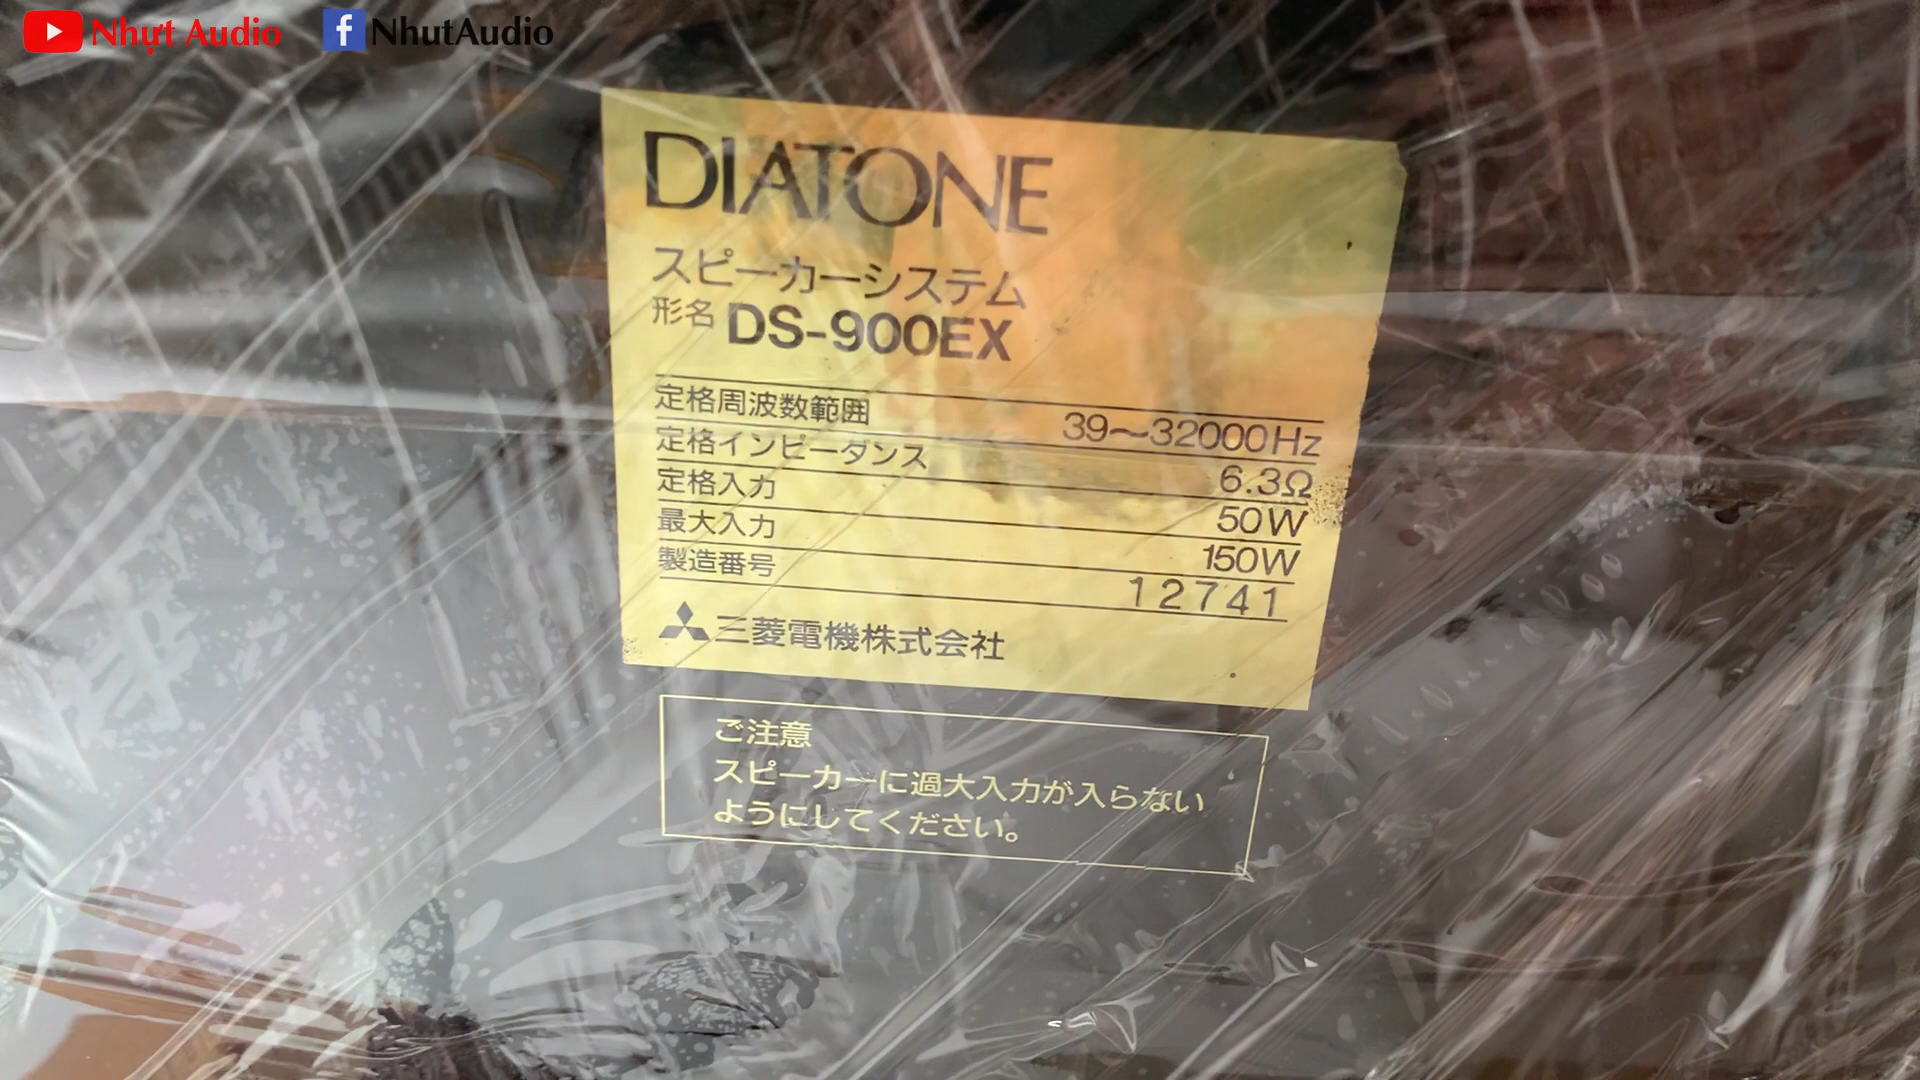 Nhựt Audio NhutAudio
DIATONE
スピーカーシステム
形名 DS-900EX
定格周波数範囲 39～32000Hz
定格インピーダンス 6.3Ω
定格入力 50W
最大入力 150W
製造番号 12741
三菱電機株式会社
ご注意
スピーカーに過大入力が入らない
ようにしてください。